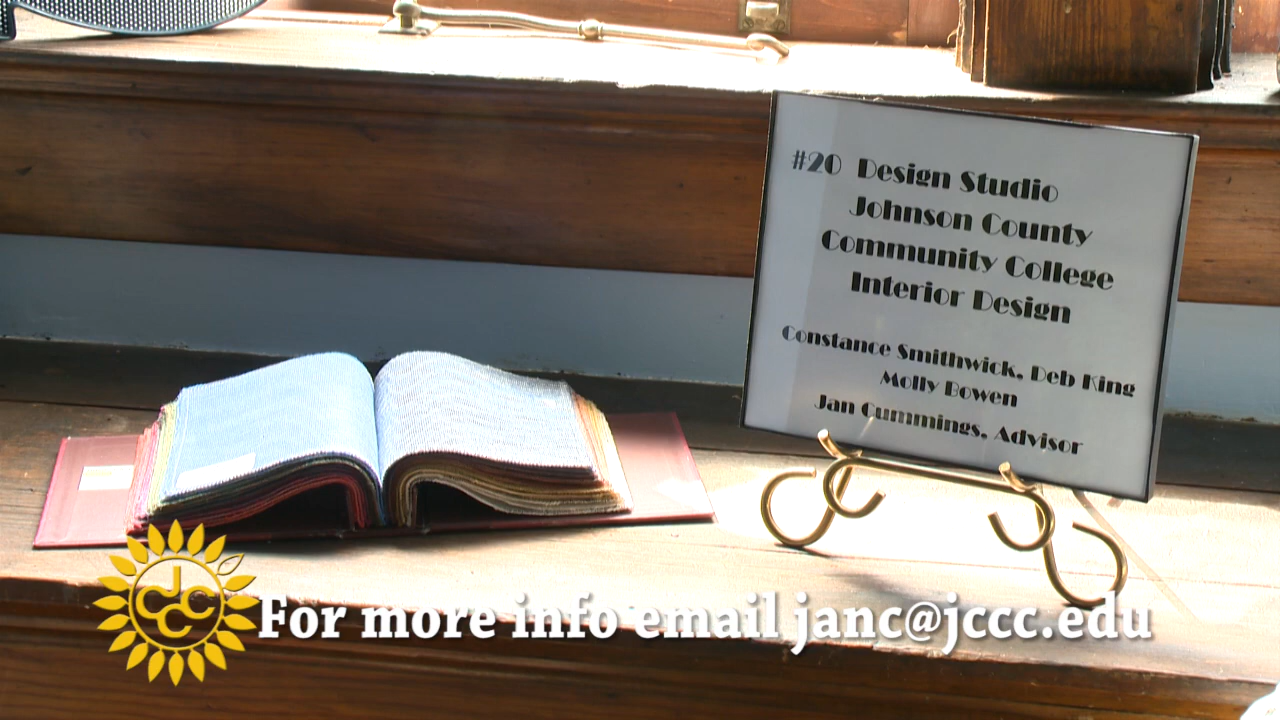 #20 Design Studio
Johnson County
Community College
Interior Design
Constance Smithwick, Deb King
Molly Bowen
Jan Cummings, Advisor
JCCC
For more info email janc@jccc.edu